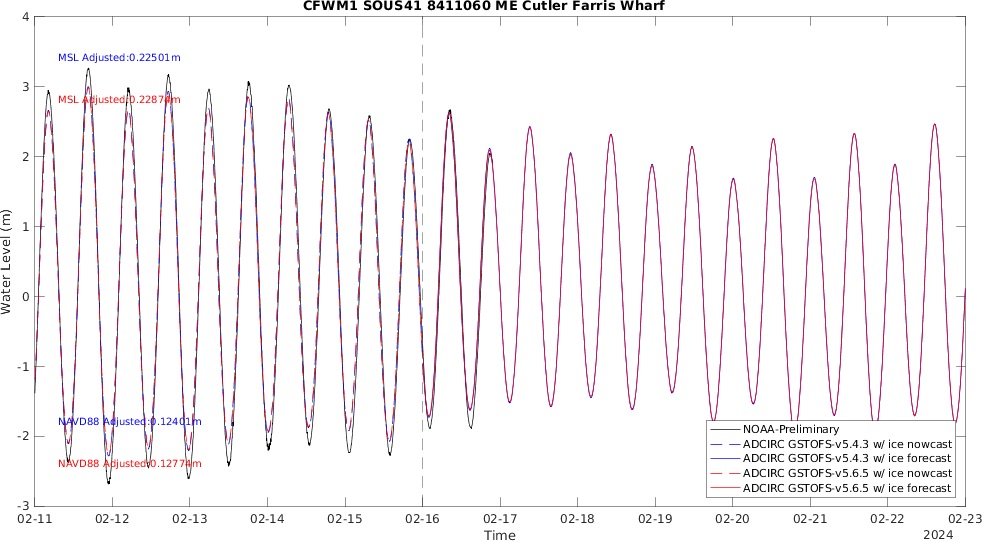 CFWM1 SOUS41 8411060 ME Cutler Farris Wharf
4
3
2
1
0
-1
-2
-3
Water Level (m)
MSL Adjusted:0.22501m
MSL Adjusted:0.22874m
NAVD88 Adjusted:0.12401m
NAVD88 Adjusted:0.12774m
NOAA-Preliminary
ADCIRC GSTOFS-v5.4.3 w/ ice nowcast
ADCIRC GSTOFS-v5.4.3 w/ ice forecast
ADCIRC GSTOFS-v5.6.5 w/ ice nowcast
ADCIRC GSTOFS-v5.6.5 w/ ice forecast
02-11 02-12 02-13 02-14 02-15 02-16 02-17 02-18 02-19 02-20 02-21 02-22 02-23
Time
2024